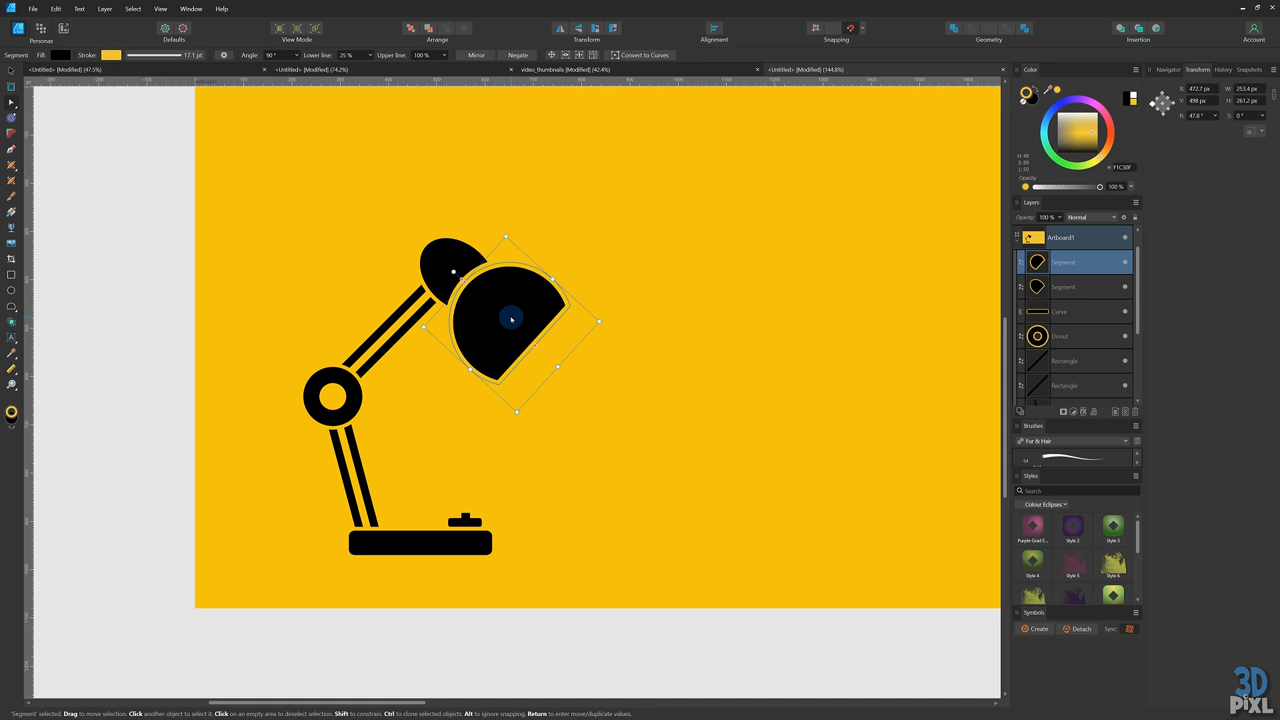 File Edit Text Layer Select View Window Help
Personas Defaults View Mode Arrange Transform Alignment Snapping Geometry Insertion Account
Segment Fill: Stroke: 17.1 pt Angle: 90 ° Lower line: 25 % Upper line: 100 % Mirror Negate Convert to Curves
<Untitled> [Modified] (47.5%) <Untitled> [Modified] (74.2%) video_thumbnails [Modified] (42.4%) <Untitled> [Modified] (144.8%)
Color
Navigator Transform History Snapshots
X: 472.7 px W: 253.4 px
Y: 498 px H: 261.2 px
R: 47.8 ° S: 0 °
H: 48
S: 89
L: 50
# F1C30F
Opacity
100 %
Layers
Opacity: 100 % Normal
Artboard1
Segment
Segment
Curve
Donut
Rectangle
Rectangle
Brushes
Fur & Hair
64
Styles
Search
Colour Eclipses
Purple Grad E... Style 2 Style 3
Style 4 Style 5 Style 6
Symbols
Create Detach Sync:
3D
PiXL
'Segment' selected. Drag to move selection. Click another object to select it. Click on an empty area to deselect selection. Shift to constrain. Ctrl to clone selected objects. Alt to ignore snapping. Return to enter move/duplicate values.